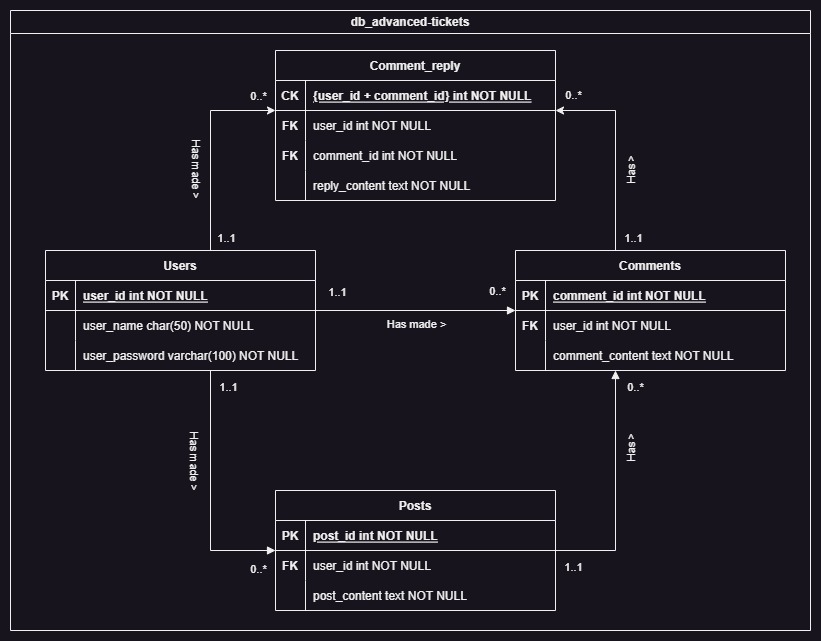 db_advanced-tickets
Comment_reply
CK {user_id + comment_id} int NOT NULL
FK user_id int NOT NULL
FK comment_id int NOT NULL
reply_content text NOT NULL
0..*
0..*
Has made >
Has >
1..1
1..1
Users
PK user_id int NOT NULL
user_name char(50) NOT NULL
user_password varchar(100) NOT NULL
1..1
0..*
Has made >
Comments
PK comment_id int NOT NULL
FK user_id int NOT NULL
comment_content text NOT NULL
1..1
0..*
Has made >
Has >
Posts
PK post_id int NOT NULL
FK user_id int NOT NULL
post_content text NOT NULL
0..*
1..1